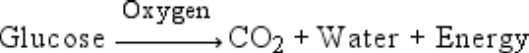 Oxygen
Glucose ⟶ CO₂ + Water + Energy